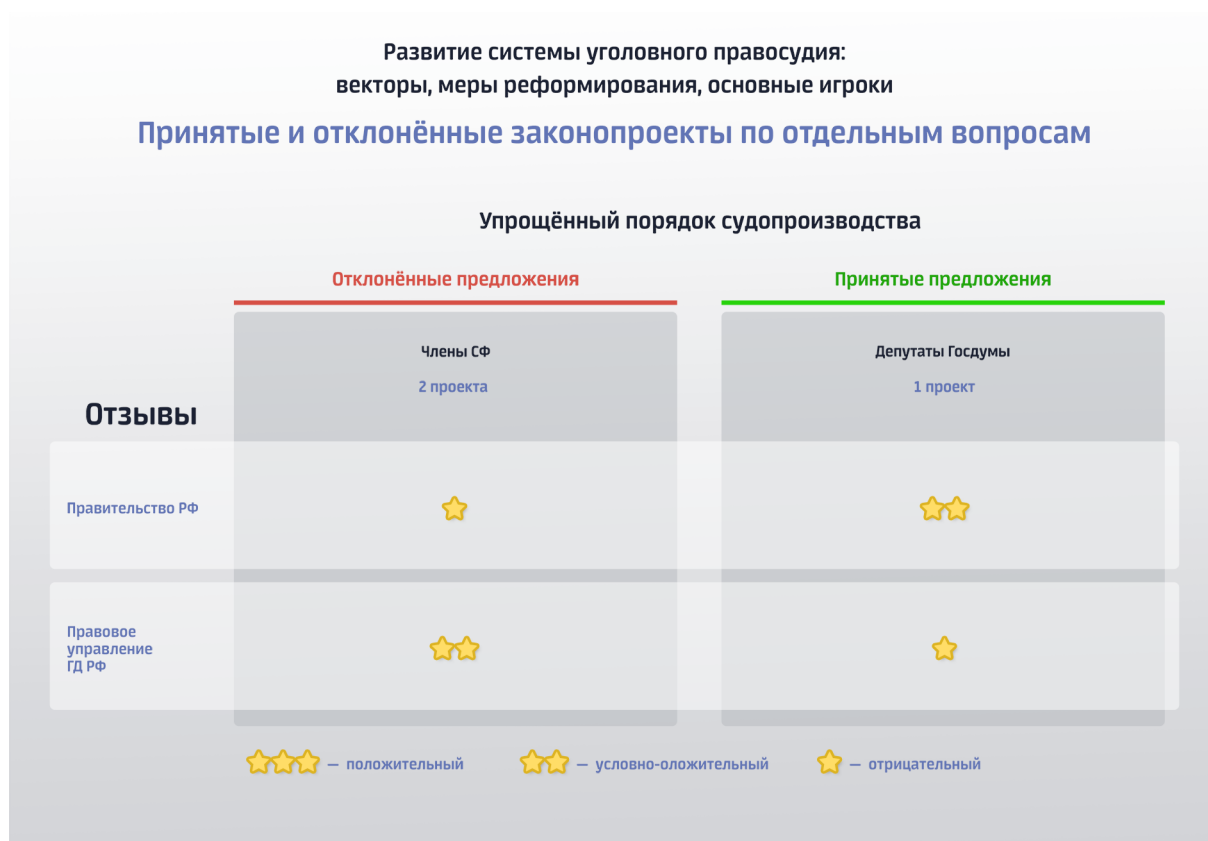 Развитие системы уголовного правосудия:
векторы, меры реформирования, основные игроки
Принятые и отклонённые законопроекты по отдельным вопросам
Упрощённый порядок судопроизводства
Отклонённые предложения
Принятые предложения
Члены СФ
Депутаты Госдумы
2 проекта
1 проект
Отзывы
Правительство РФ
Правовое
управление
ГД РФ
— положительный
— условно-оложительный
— отрицательный